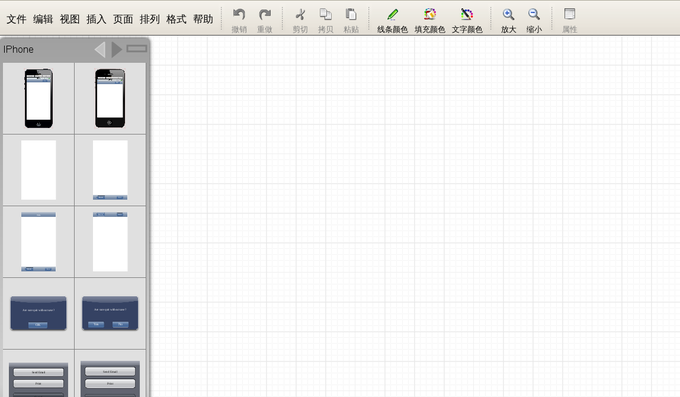 文件 编辑 视图 插入 页面 排列 格式 帮助
撤销 重做 剪切 拷贝 粘贴 线条颜色 填充颜色 文字颜色 放大 缩小 属性
IPhone